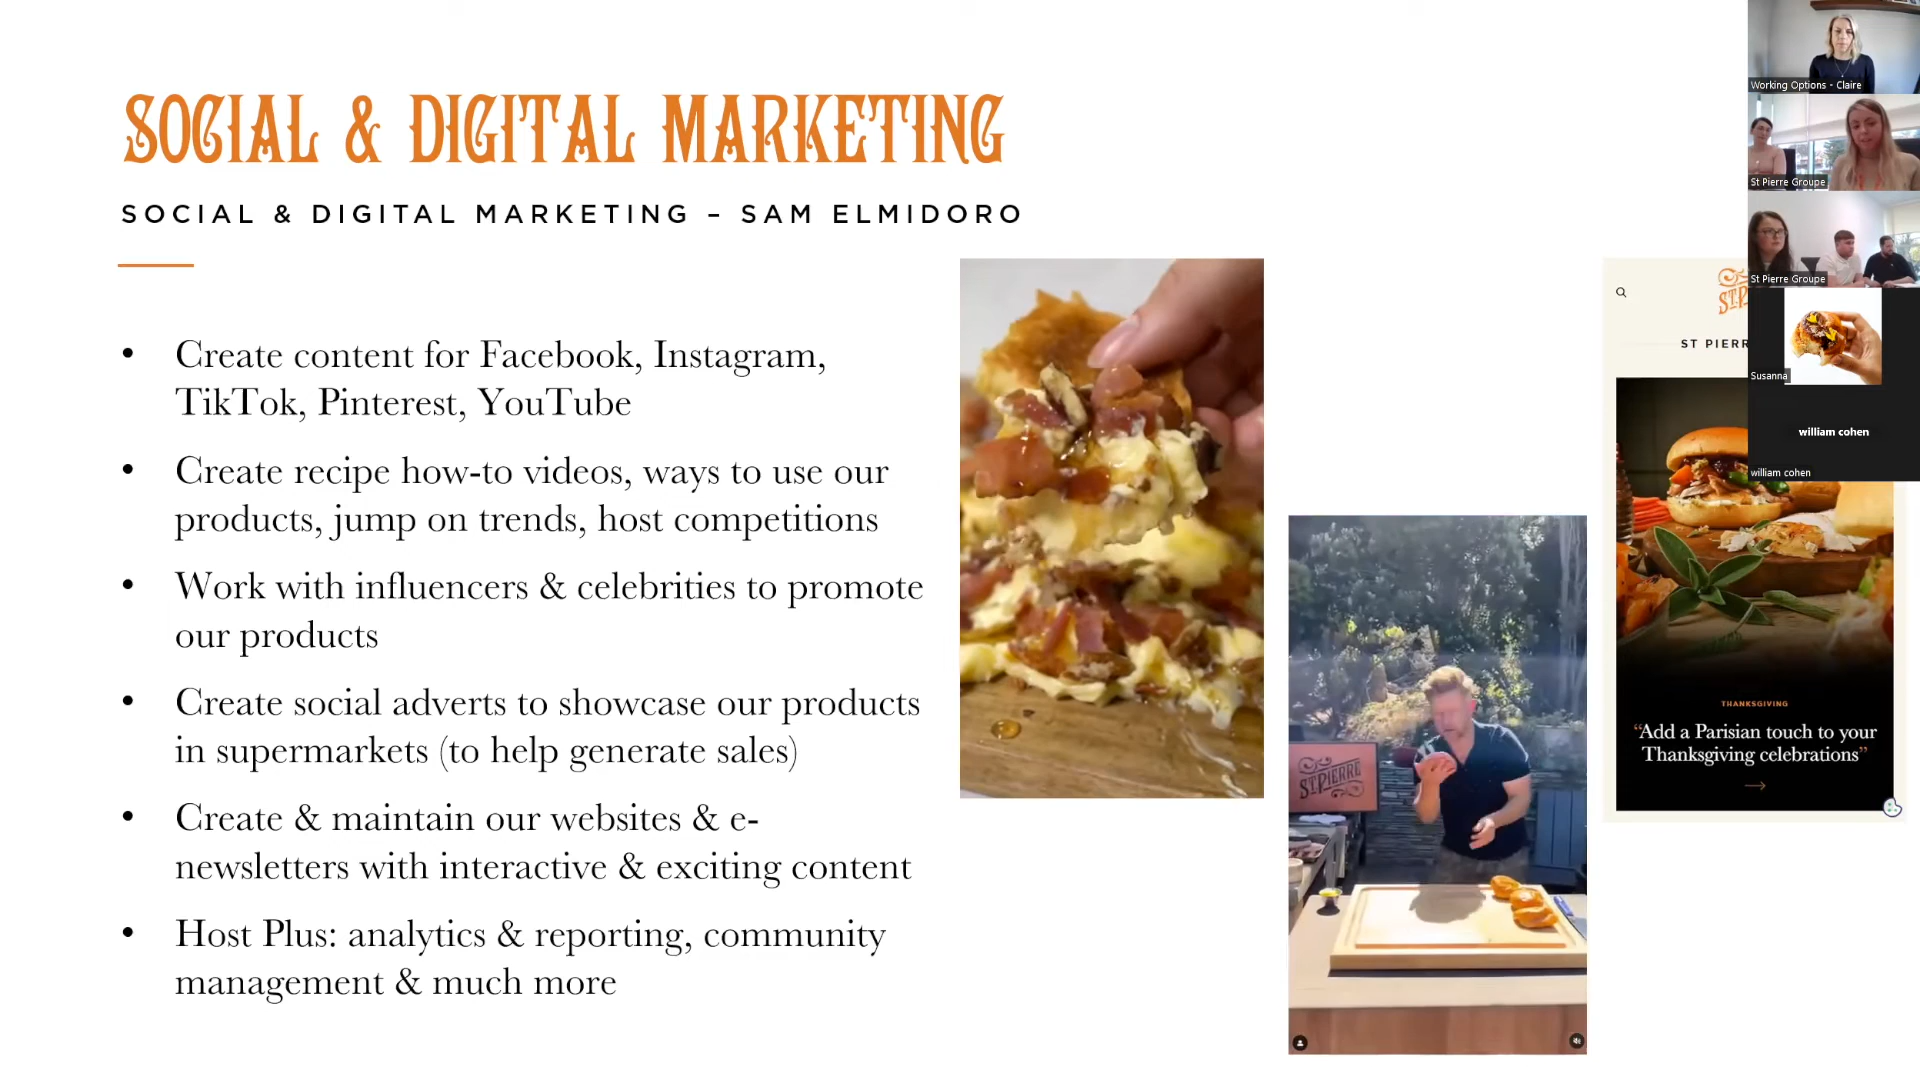 SOCIAL & DIGITAL MARKETING
SOCIAL & DIGITAL MARKETING – SAM ELMIDORO
• Create content for Facebook, Instagram,
TikTok, Pinterest, YouTube
• Create recipe how-to videos, ways to use our
products, jump on trends, host competitions
• Work with influencers & celebrities to promote
our products
• Create social adverts to showcase our products
in supermarkets (to help generate sales)
• Create & maintain our websites & e-
newsletters with interactive & exciting content
• Host Plus: analytics & reporting, community
management & much more
ST PIERRE
THANKSGIVING
“Add a Parisian touch to your
Thanksgiving celebrations”
Working Options - Claire
St Pierre Groupe
St Pierre Groupe
Susanna
william cohen
william cohen